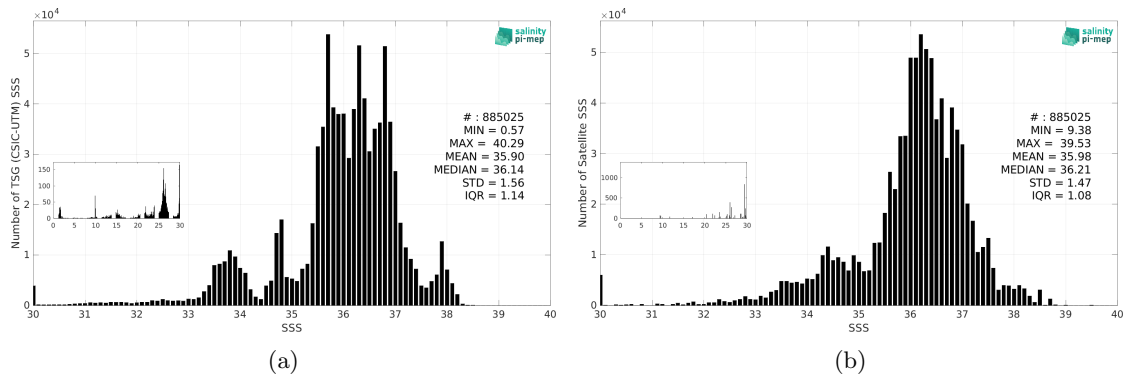 ×10⁴
5
4
3
2
1
0
Number of TSG (CSIC-UTM) SSS
salinity
pi-mep
# : 885025
MIN = 0.57
MAX = 40.29
MEAN = 35.90
MEDIAN = 36.14
STD = 1.56
IQR = 1.14
150
100
50
0
0 5 10 15 20 25 30
30 31 32 33 34 35 36 37 38 39 40
SSS
(a)
×10⁴
5
4
3
2
1
0
Number of Satellite SSS
salinity
pi-mep
# : 885025
MIN = 9.38
MAX = 39.53
MEAN = 35.98
MEDIAN = 36.21
STD = 1.47
IQR = 1.08
1000
500
0
0 5 10 15 20 25 30
30 31 32 33 34 35 36 37 38 39 40
SSS
(b)